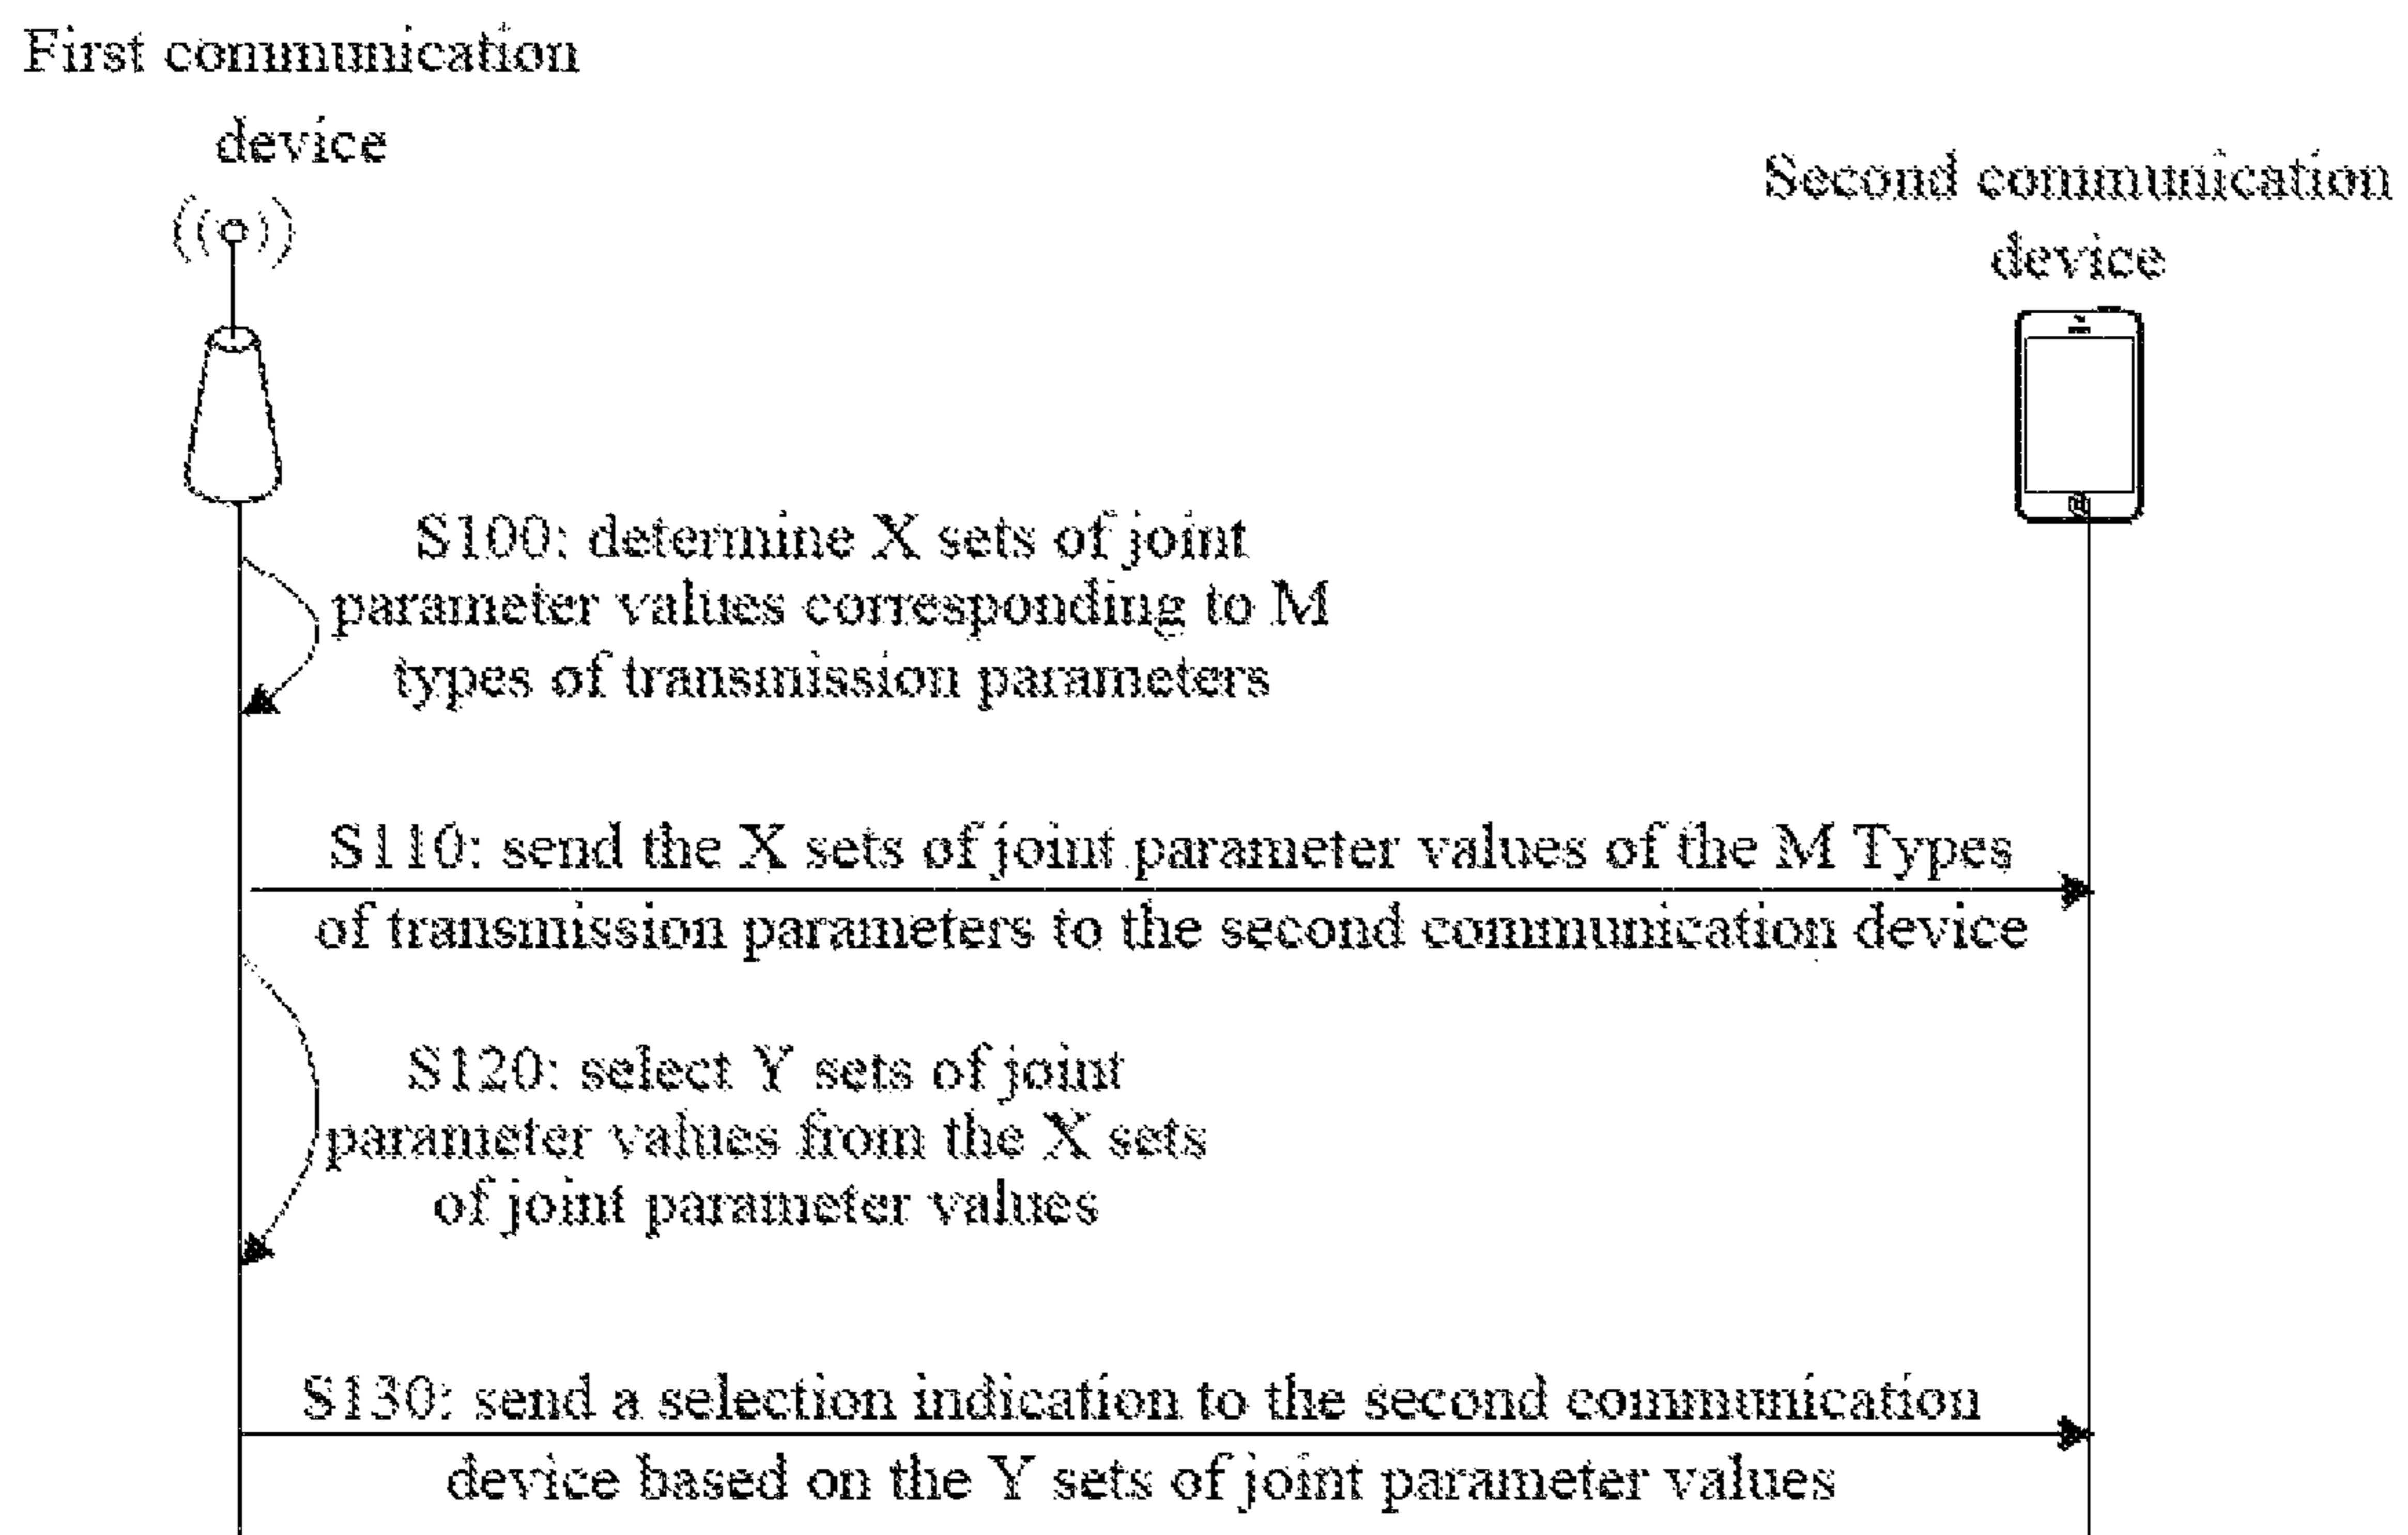 First communication
device
Second communication
device
S100: determine X sets of joint
parameter values corresponding to M
types of transmission parameters
S110: send the X sets of joint parameter values of the M Types
of transmission parameters to the second communication device
S120: select Y sets of joint
parameter values from the X sets
of joint parameter values
S130: send a selection indication to the second communication
device based on the Y sets of joint parameter values